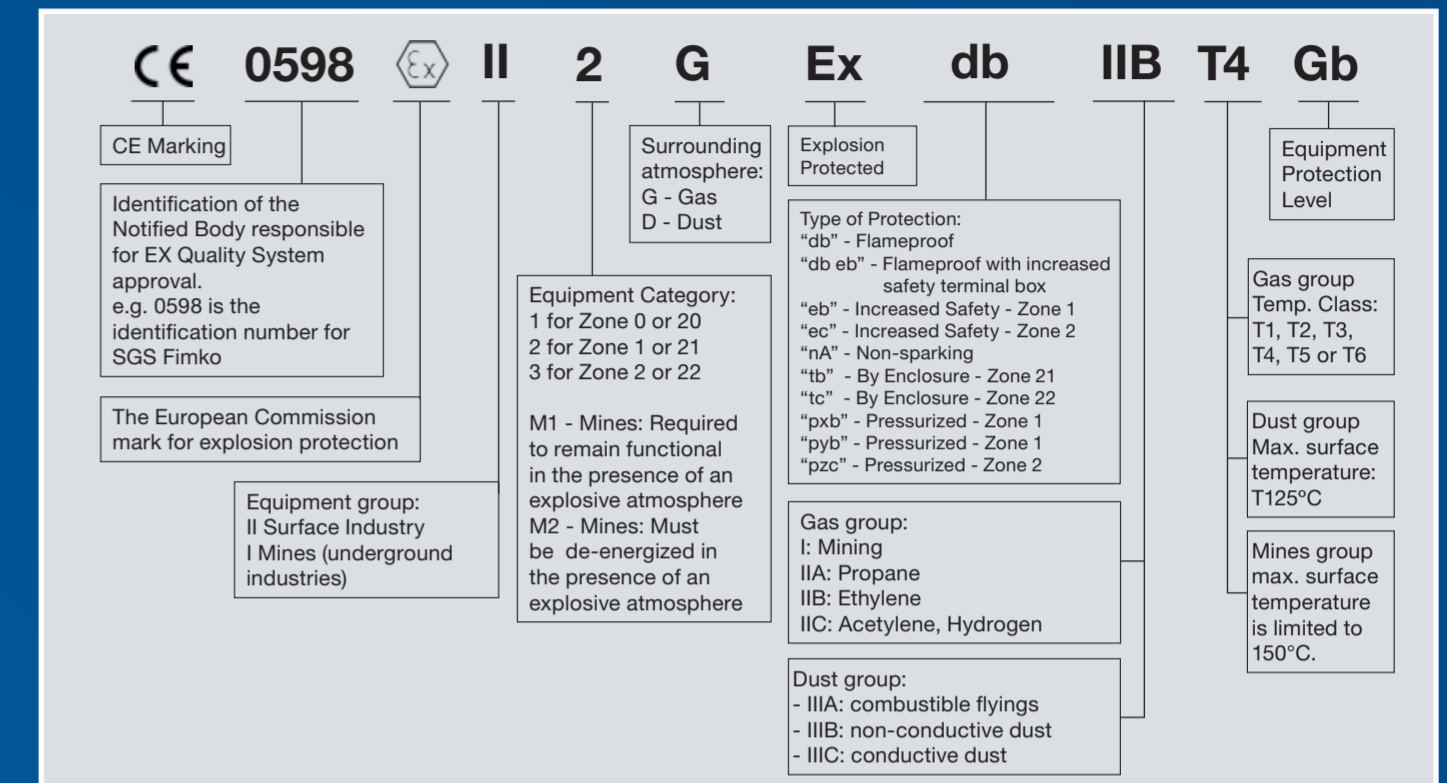 CE 0598 Ex II 2 G Ex db IIB T4 Gb
CE Marking
Identification of the
Notified Body responsible
for EX Quality System
approval.
e.g. 0598 is the
identification number for
SGS Fimko
The European Commission
mark for explosion protection
Equipment group:
II Surface Industry
I Mines (underground
industries)
Equipment Category:
1 for Zone 0 or 20
2 for Zone 1 or 21
3 for Zone 2 or 22
M1 - Mines: Required
to remain functional
in the presence of an
explosive atmosphere
M2 - Mines: Must
be de-energized in
the presence of an
explosive atmosphere
Surrounding
atmosphere:
G - Gas
D - Dust
Explosion
Protected
Type of Protection:
“db” - Flameproof
“db eb” - Flameproof with increased
safety terminal box
“eb” - Increased Safety - Zone 1
“ec” - Increased Safety - Zone 2
“nA” - Non-sparking
“tb” - By Enclosure - Zone 21
“tc” - By Enclosure - Zone 22
“pxb” - Pressurized - Zone 1
“pyb” - Pressurized - Zone 1
“pzc” - Pressurized - Zone 2
Gas group:
I: Mining
IIA: Propane
IIB: Ethylene
IIC: Acetylene, Hydrogen
Dust group:
- IIIA: combustible flyings
- IIIB: non-conductive dust
- IIIC: conductive dust
Equipment
Protection
Level
Gas group
Temp. Class:
T1, T2, T3,
T4, T5 or T6
Dust group
Max. surface
temperature:
T125ºC
Mines group
max. surface
temperature
is limited to
150°C.